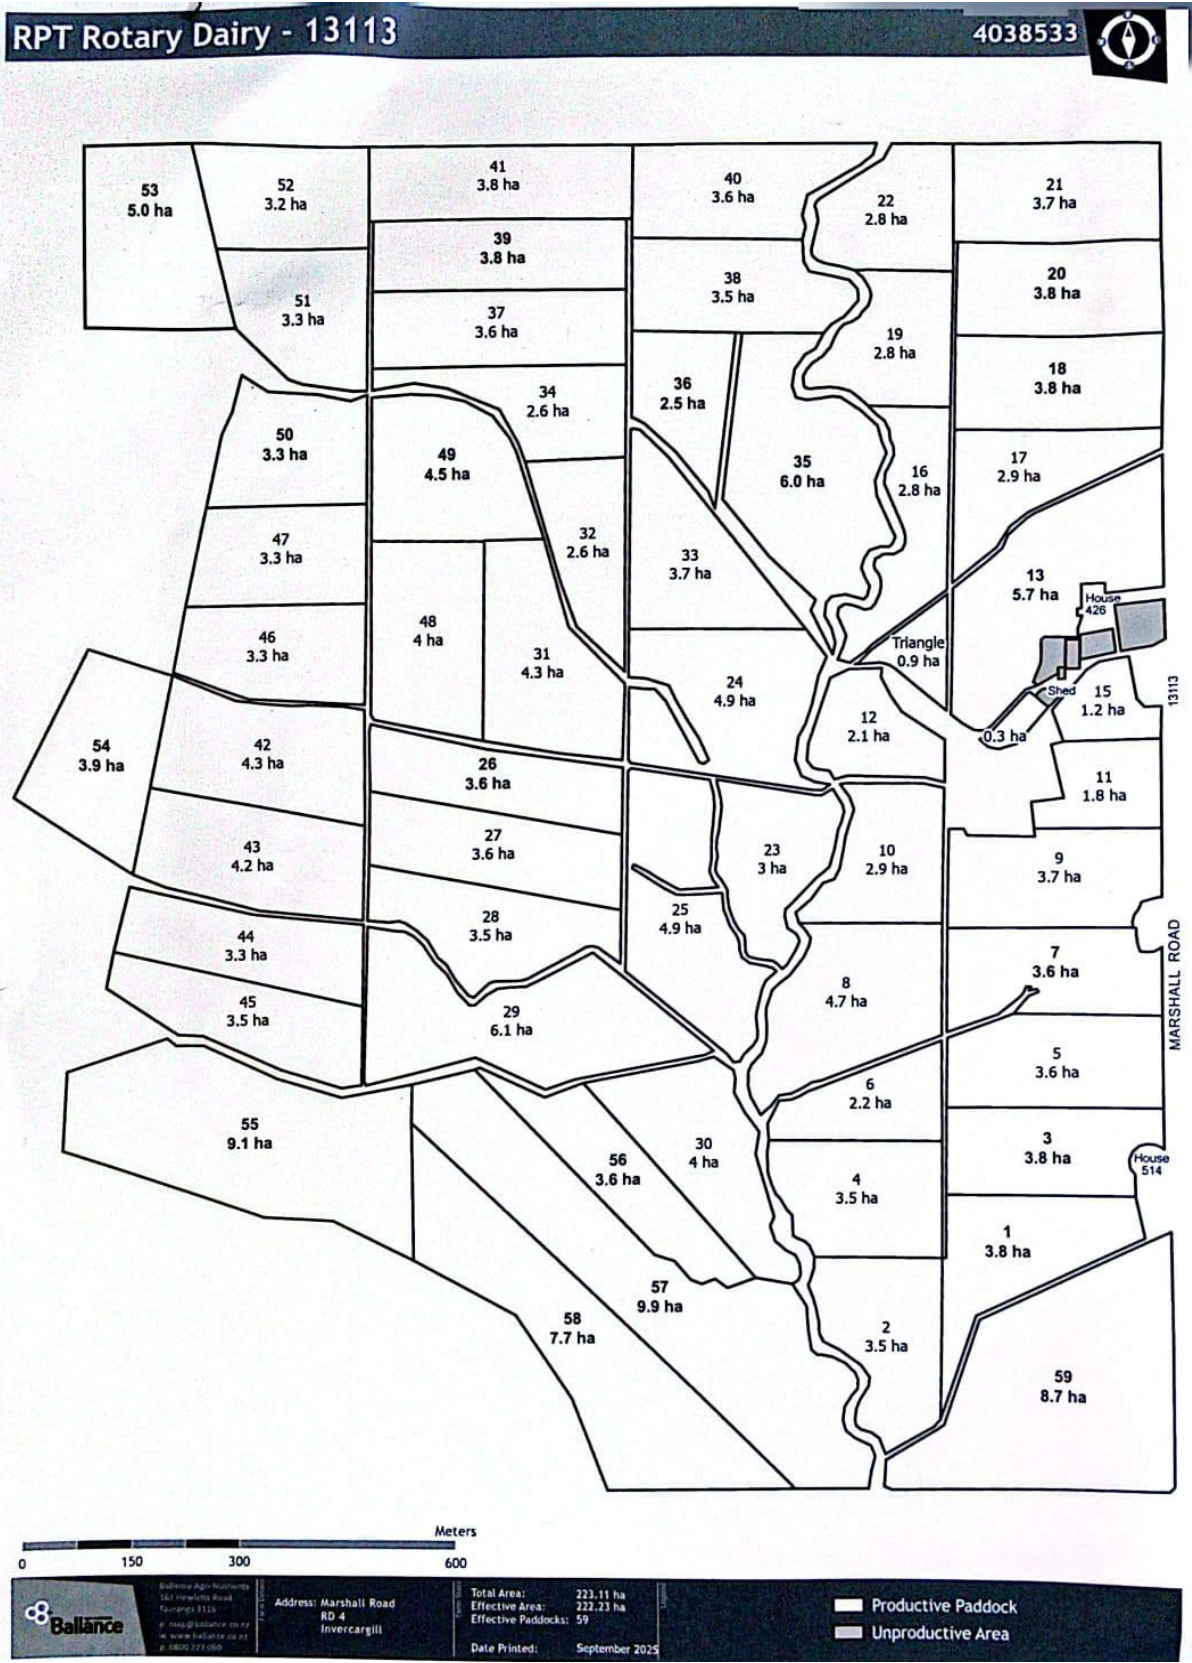 RPT Rotary Dairy - 13113
4038533
53
5.0 ha
52
3.2 ha
41
3.8 ha
40
3.6 ha
22
2.8 ha
21
3.7 ha
39
3.8 ha
38
3.5 ha
20
3.8 ha
51
3.3 ha
37
3.6 ha
19
2.8 ha
18
3.8 ha
34
2.6 ha
36
2.5 ha
50
3.3 ha
49
4.5 ha
35
6.0 ha
16
2.8 ha
17
2.9 ha
47
3.3 ha
32
2.6 ha
33
3.7 ha
13
5.7 ha
House
426
46
3.3 ha
48
4 ha
31
4.3 ha
Triangle
0.9 ha
24
4.9 ha
Shed
15
1.2 ha
13113
54
3.9 ha
42
4.3 ha
26
3.6 ha
12
2.1 ha
0.3 ha
11
1.8 ha
43
4.2 ha
27
3.6 ha
23
3 ha
10
2.9 ha
9
3.7 ha
44
3.3 ha
28
3.5 ha
25
4.9 ha
7
3.6 ha
MARSHALL ROAD
45
3.5 ha
29
6.1 ha
8
4.7 ha
5
3.6 ha
6
2.2 ha
55
9.1 ha
56
3.6 ha
30
4 ha
3
3.8 ha
House
514
4
3.5 ha
1
3.8 ha
57
9.9 ha
58
7.7 ha
2
3.5 ha
59
8.7 ha
Meters
0 150 300 600
Ballance
Ballance Agri-Nutrients
Tauranga 3116
Address: Marshall Road
RD 4
Invercargill
Total Area: 223.11 ha
Effective Area: 222.23 ha
Effective Paddocks: 59
Date Printed: September 2025
Productive Paddock
Unproductive Area